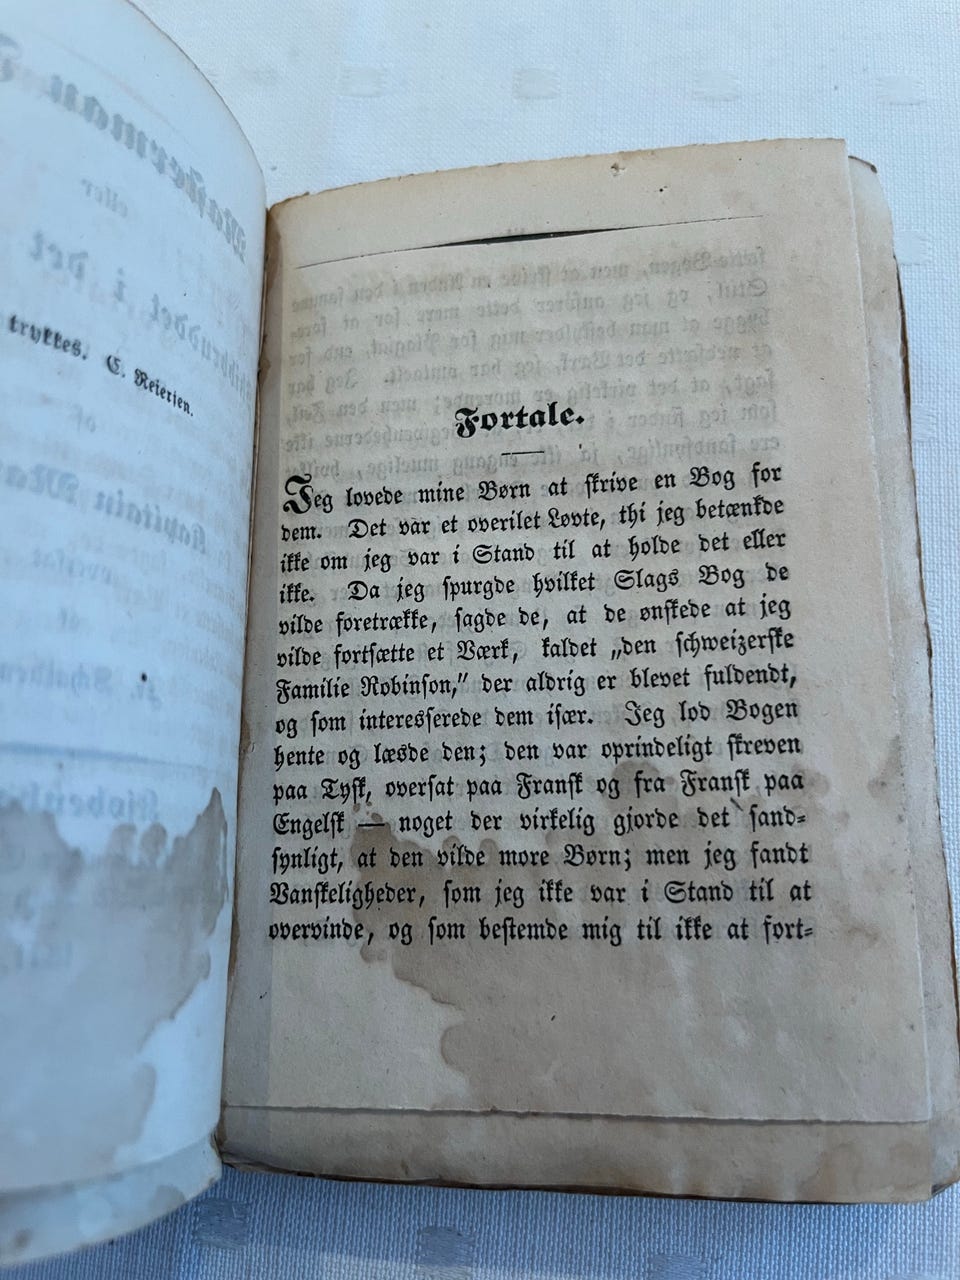 trykkes. C. Reiersen.
Fortale.
Jeg lovede mine Børn at skrive en Bog for
dem. Det var et overilet Løvte, thi jeg betænkde
ikke om jeg var i Stand til at holde det eller
ikke. Da jeg spurgde hvilket Slags Bog de
vilde foretrække, sagde de, at de ønskede at jeg
vilde fortsætte et Værk, kaldet „den schweizerske
Familie Robinson,” der aldrig er blevet fuldendt,
og som interesserede dem især. Jeg lod Bogen
hente og læsde den; den var oprindeligt skreven
paa Tysk, oversat paa Fransk og fra Fransk paa
Engelsk — noget der virkelig gjorde det sand-
synligt, at den vilde more Børn; men jeg fandt
Vanskeligheder, som jeg ikke var i Stand til at
overvinde, og som bestemde mig til ikke at fort-